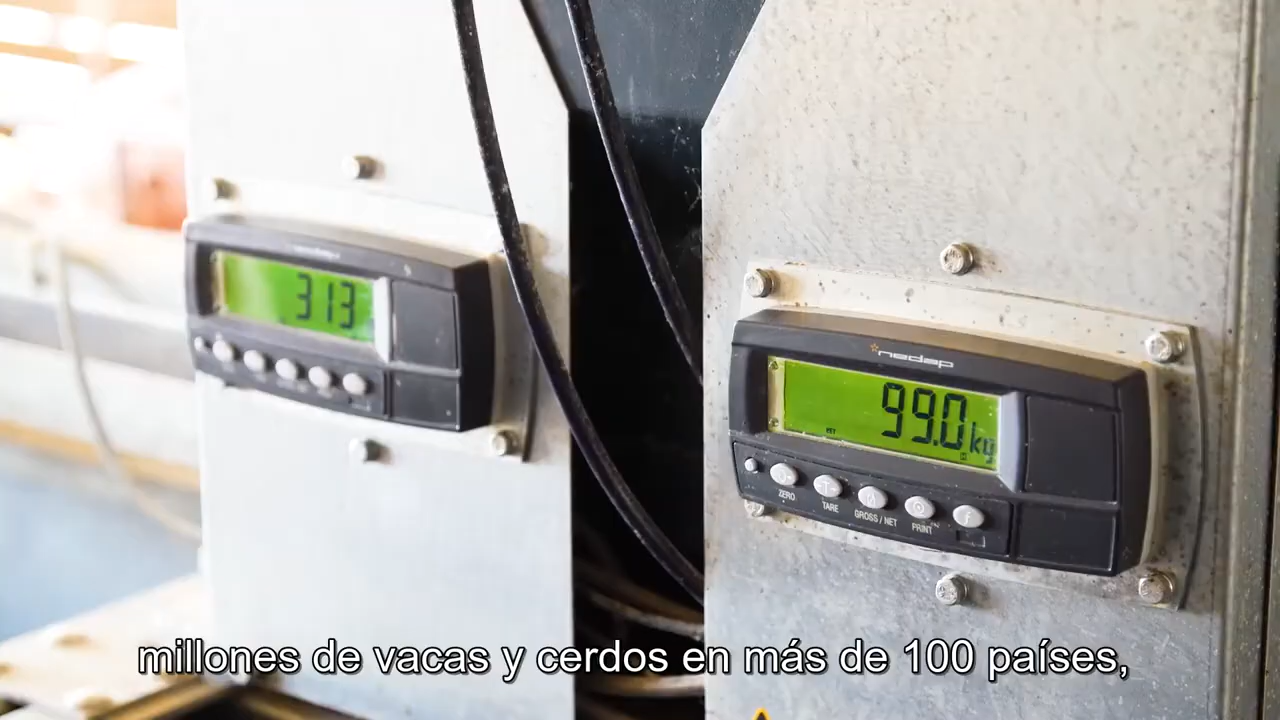 313
nedap
99.0 kg
NET
ZERO
TARE
GROSS / NET
PRINT
millones de vacas y cerdos en más de 100 países,